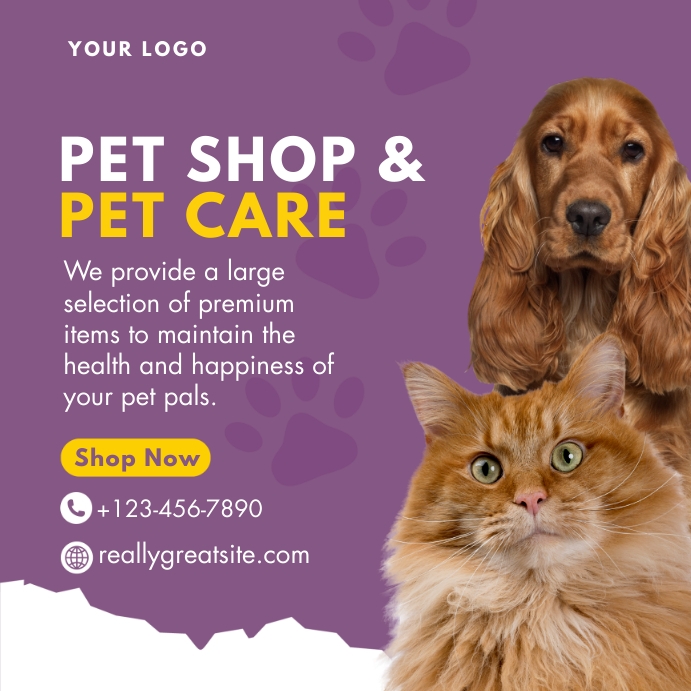 YOUR LOGO
PET SHOP &
PET CARE
We provide a large
selection of premium
items to maintain the
health and happiness of
your pet pals.
Shop Now
+123-456-7890
reallygreatsite.com